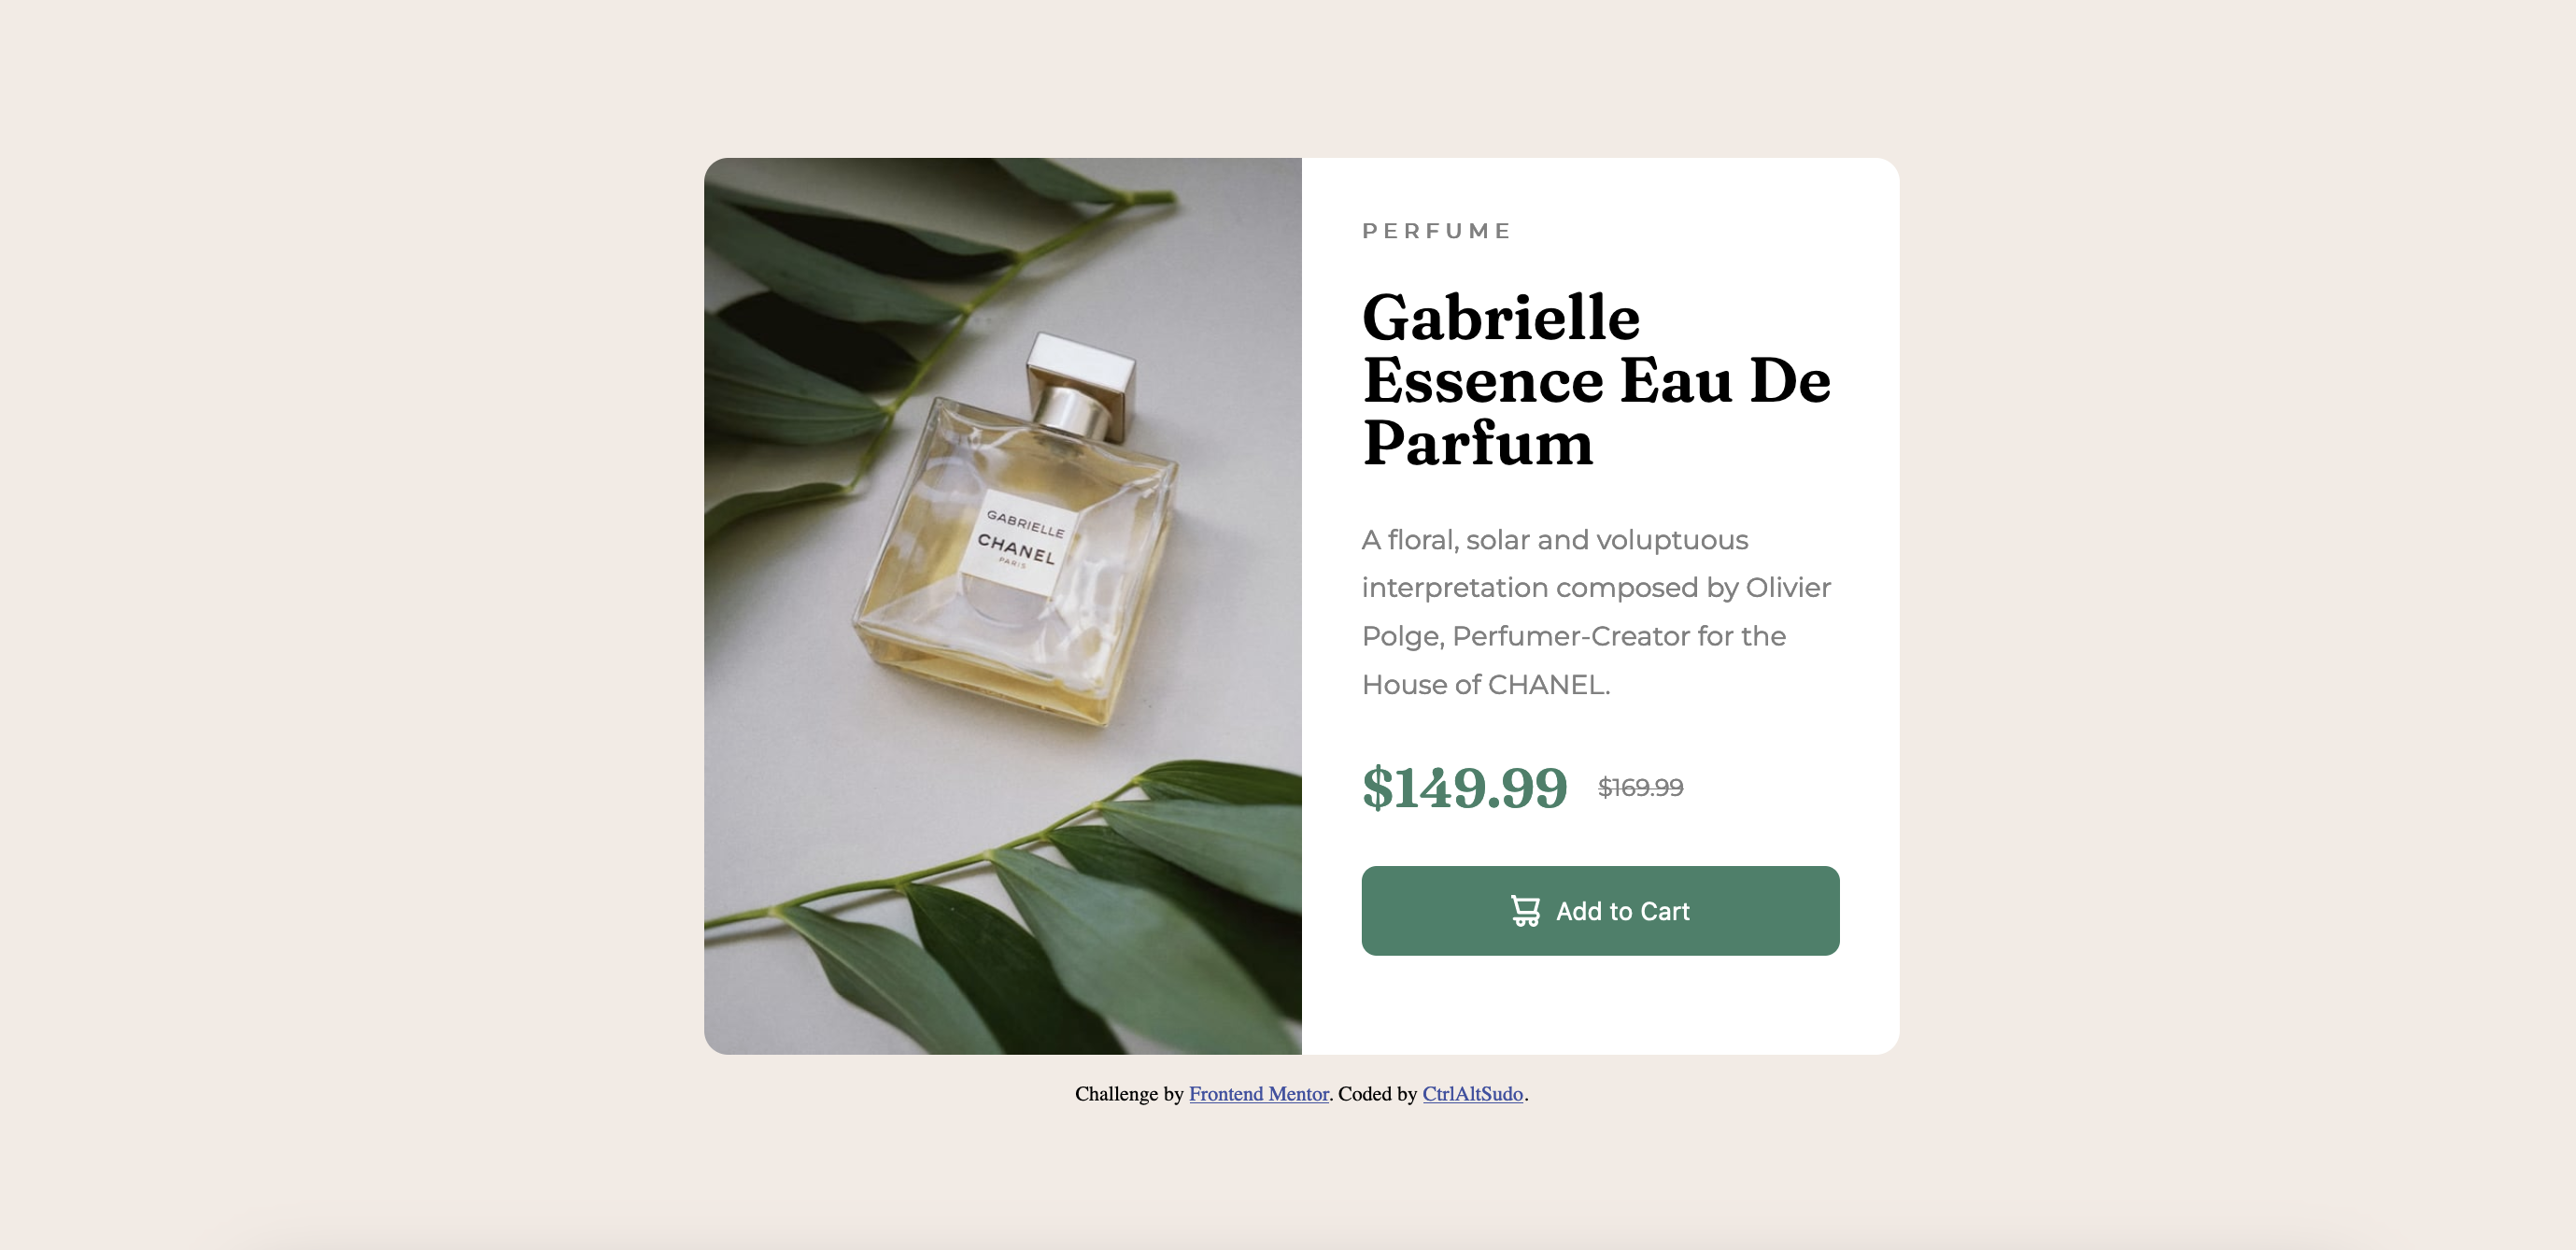 PERFUME
Gabrielle
Essence Eau De
Parfum
A floral, solar and voluptuous
interpretation composed by Olivier
Polge, Perfumer-Creator for the
House of CHANEL.
$149.99 $169.99
Add to Cart
GABRIELLE
CHANEL
PARIS
Challenge by Frontend Mentor. Coded by CtrlAltSudo.